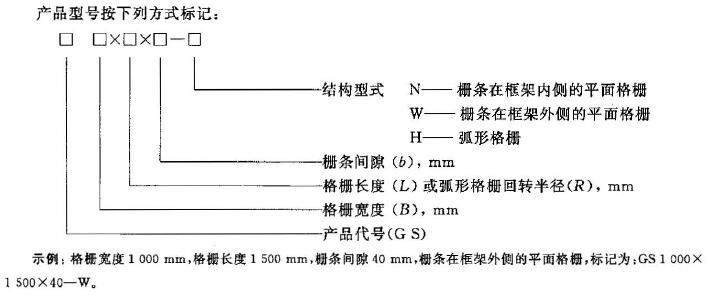 产品型号按下列方式标记:
□ □×□×□—□
结构型式 N—— 栅条在框架内侧的平面格栅
W—— 栅条在框架外侧的平面格栅
H—— 弧形格栅
栅条间隙(b), mm
格栅长度(L)或弧形格栅回转半径(R), mm
格栅宽度(B), mm
产品代号(G S)
示例: 格栅宽度1 000 mm,格栅长度1 500 mm,栅条间隙40 mm,栅条在框架外侧的平面格栅,标记为:GS 1 000×
1 500×40—W。